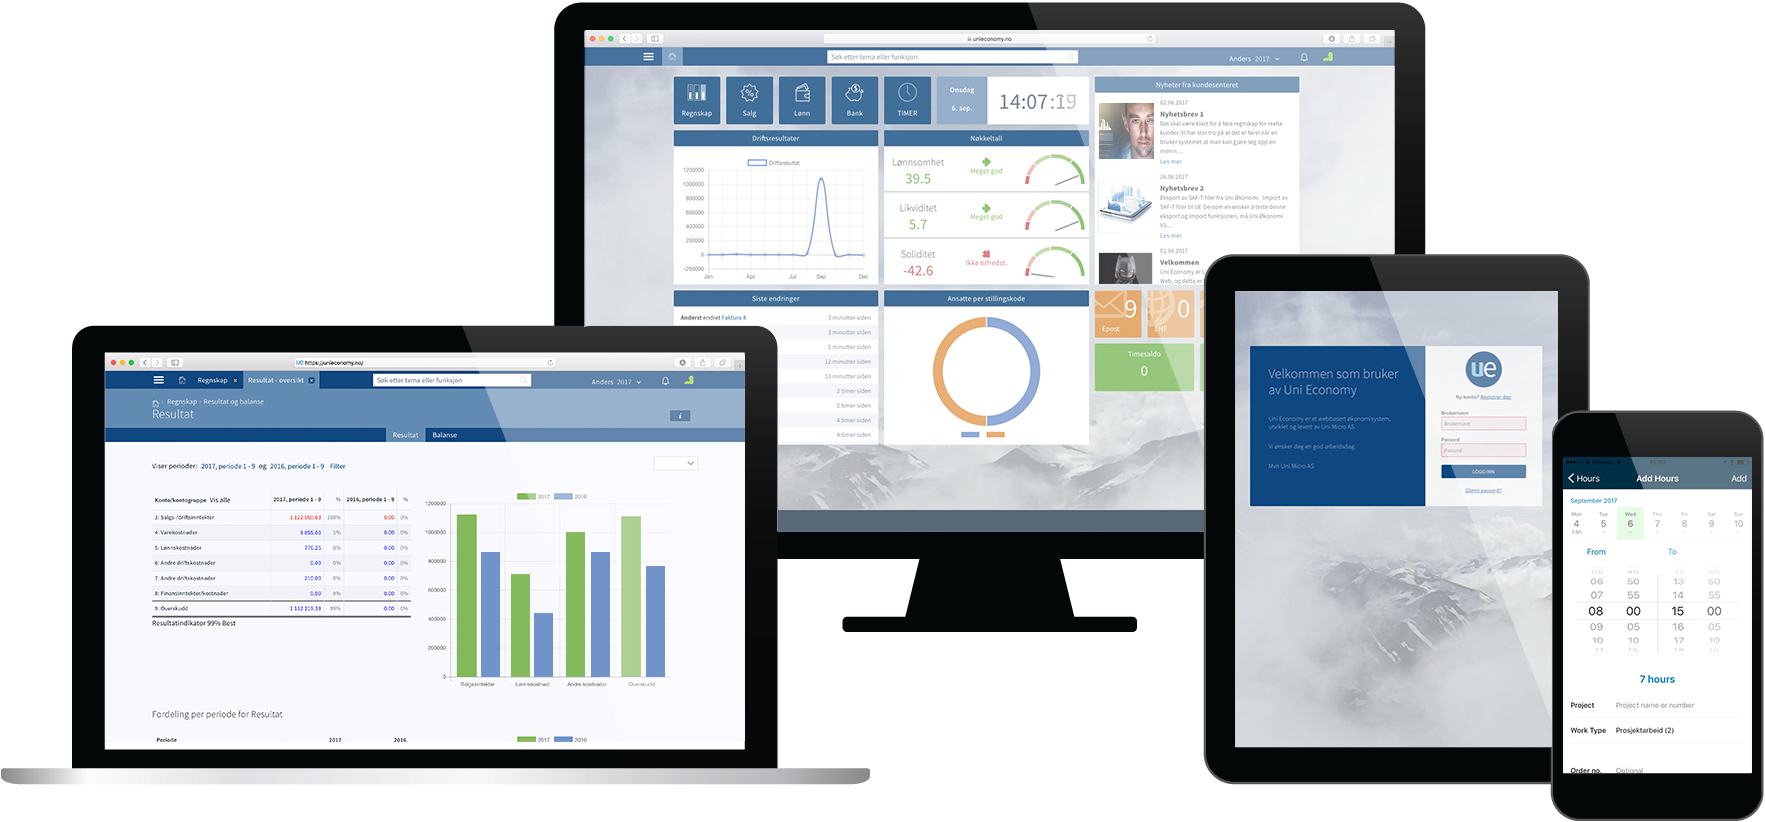 unieconomy.no
Søk etter tema eller funksjon
Anders 2017
Regnskap
Salg
Lønn
Bank
TIMER
Onsdag
6. sep.
14:07:19
Nyheter fra kundesenteret
02.06.2017
Nyhetsbrev 1
Det skal være klart for å føre regnskap for reelle
kunder. Vi har stor tro på at det er først når en
bruker systemet at man kan gjøre seg opp en
menin....
Les mer
26.06.2017
Nyhetsbrev 2
Eksport av SAF-T filer fra Uni Økonomi Import av
SAF-T filer til UE Dersom en ønsker å teste denne
eksport og import funksjonen, må Uni Økonomi
V3....
Les mer
02.06.2017
Velkommen
Uni Economy er U
Web, og dette er
Driftsresultater
Driftsresultat
1200000
1000000
800000
600000
400000
200000
0
-200000
Jan
Apr
Jul
Sep
Dec
Nøkkeltall
Lønnsomhet
39.5
Meget god
Likviditet
5.7
Meget god
Soliditet
-42.6
Ikke tilfredst.
Siste endringer
Anderst endret Faktura 4
3 minutter siden
3 minutter siden
5 minutter siden
12 minutter siden
13 minutter siden
2 timer siden
2 timer siden
4 timer siden
4 timer siden
Ansatte per stillingskode
9
Epost
0
EHF
Timesaldo
0
ue https://unieconomy.no/
Regnskap ×
Resultat - oversikt
Søk etter tema eller funksjon
Anders 2017
Regnskap › Resultat og balanse
Resultat
i
Resultat
Balanse
Viser perioder: 2017, periode 1 - 9 og 2016, periode 1 - 9 Filter
Konto/kontogruppe Vis alle 2017, periode 1 - 9 % 2016, periode 1 - 9 %
3: Salgs-/driftsinntekter 1 122 960.63 100% 0.00 0%
4: Varekostnader 9 855.00 1% 0.00 0%
5: Lønnskostnader 776.25 0% 0.00 0%
6: Andre driftskostnader 0.00 0% 0.00 0%
7: Andre driftskostnader 210.00 0% 0.00 0%
8: Finansinntekter/kostnader 0.00 0% 0.00 0%
9: Overskudd 1 112 119.38 99% 0.00 0%
Resultatindikator 99% Best
2017 2016
1200000
1000000
800000
600000
400000
200000
0
Salgsinntekter
Lønnskostnad
Andre kostnader
Overskudd
Fordeling per periode for Resultat
Periode 2017 2016
2017 2016
Velkommen som bruker
av Uni Economy
Uni Economy er et webbasert økonomisystem,
utviklet og levert av Uni Micro AS.
Vi ønsker deg en god arbeidsdag.
Mvh Uni Micro AS
ue
Ny konto? Registrer deg
Brukernavn
Brukernavn
Passord
Passord
LOGG INN
Glemt passord?
Hours
Add Hours
Add
September 2017
Mon Tue Wed Thu Fri Sat Sun
4 5 6 7 8 9 10
From
To
06 50 13 50
07 55 14 55
08 00 15 00
09 05 16 05
10 10 17 10
7 hours
Project Project name or number
Work Type Prosjektarbeid (2)
Order no. Optional